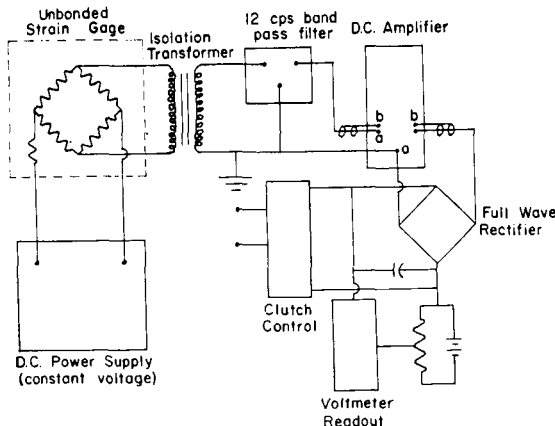 Unbonded
Strain Gage
Isolation
Transformer
12 cps band
pass filter
D.C. Amplifier
b
a
b
a
Full Wave
Rectifier
Clutch
Control
D.C. Power Supply
(constant voltage)
Voltmeter
Readout